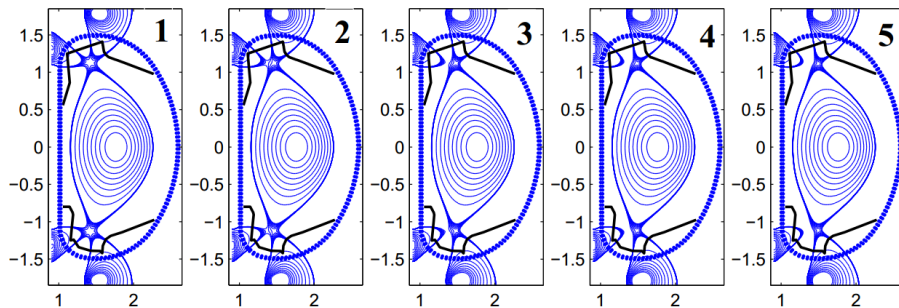 1 2 3 4 5
1.5 1.5 1.5 1.5 1.5
1 1 1 1 1
0.5 0.5 0.5 0.5 0.5
0 0 0 0 0
−0.5 −0.5 −0.5 −0.5 −0.5
−1 −1 −1 −1 −1
−1.5 −1.5 −1.5 −1.5 −1.5
1 2 1 2 1 2 1 2 1 2